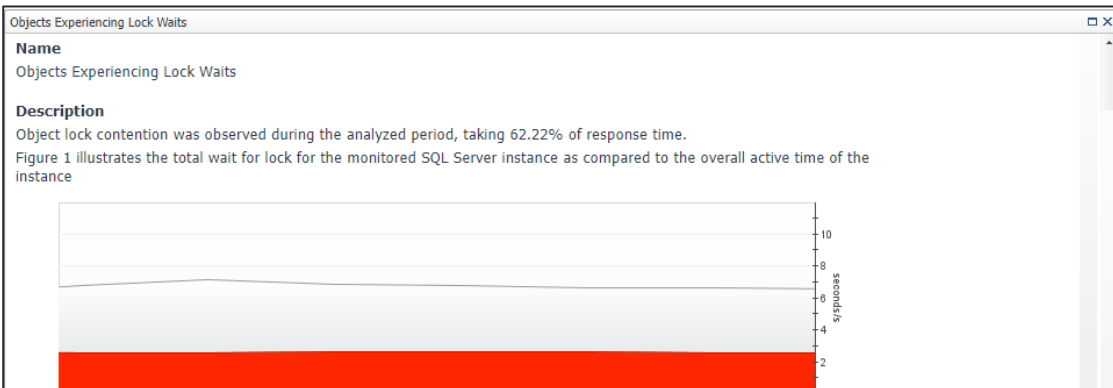 Objects Experiencing Lock Waits
Name
Objects Experiencing Lock Waits
Description
Object lock contention was observed during the analyzed period, taking 62.22% of response time.
Figure 1 illustrates the total wait for lock for the monitored SQL Server instance as compared to the overall active time of the
instance
10
8
6
4
2
seconds/s